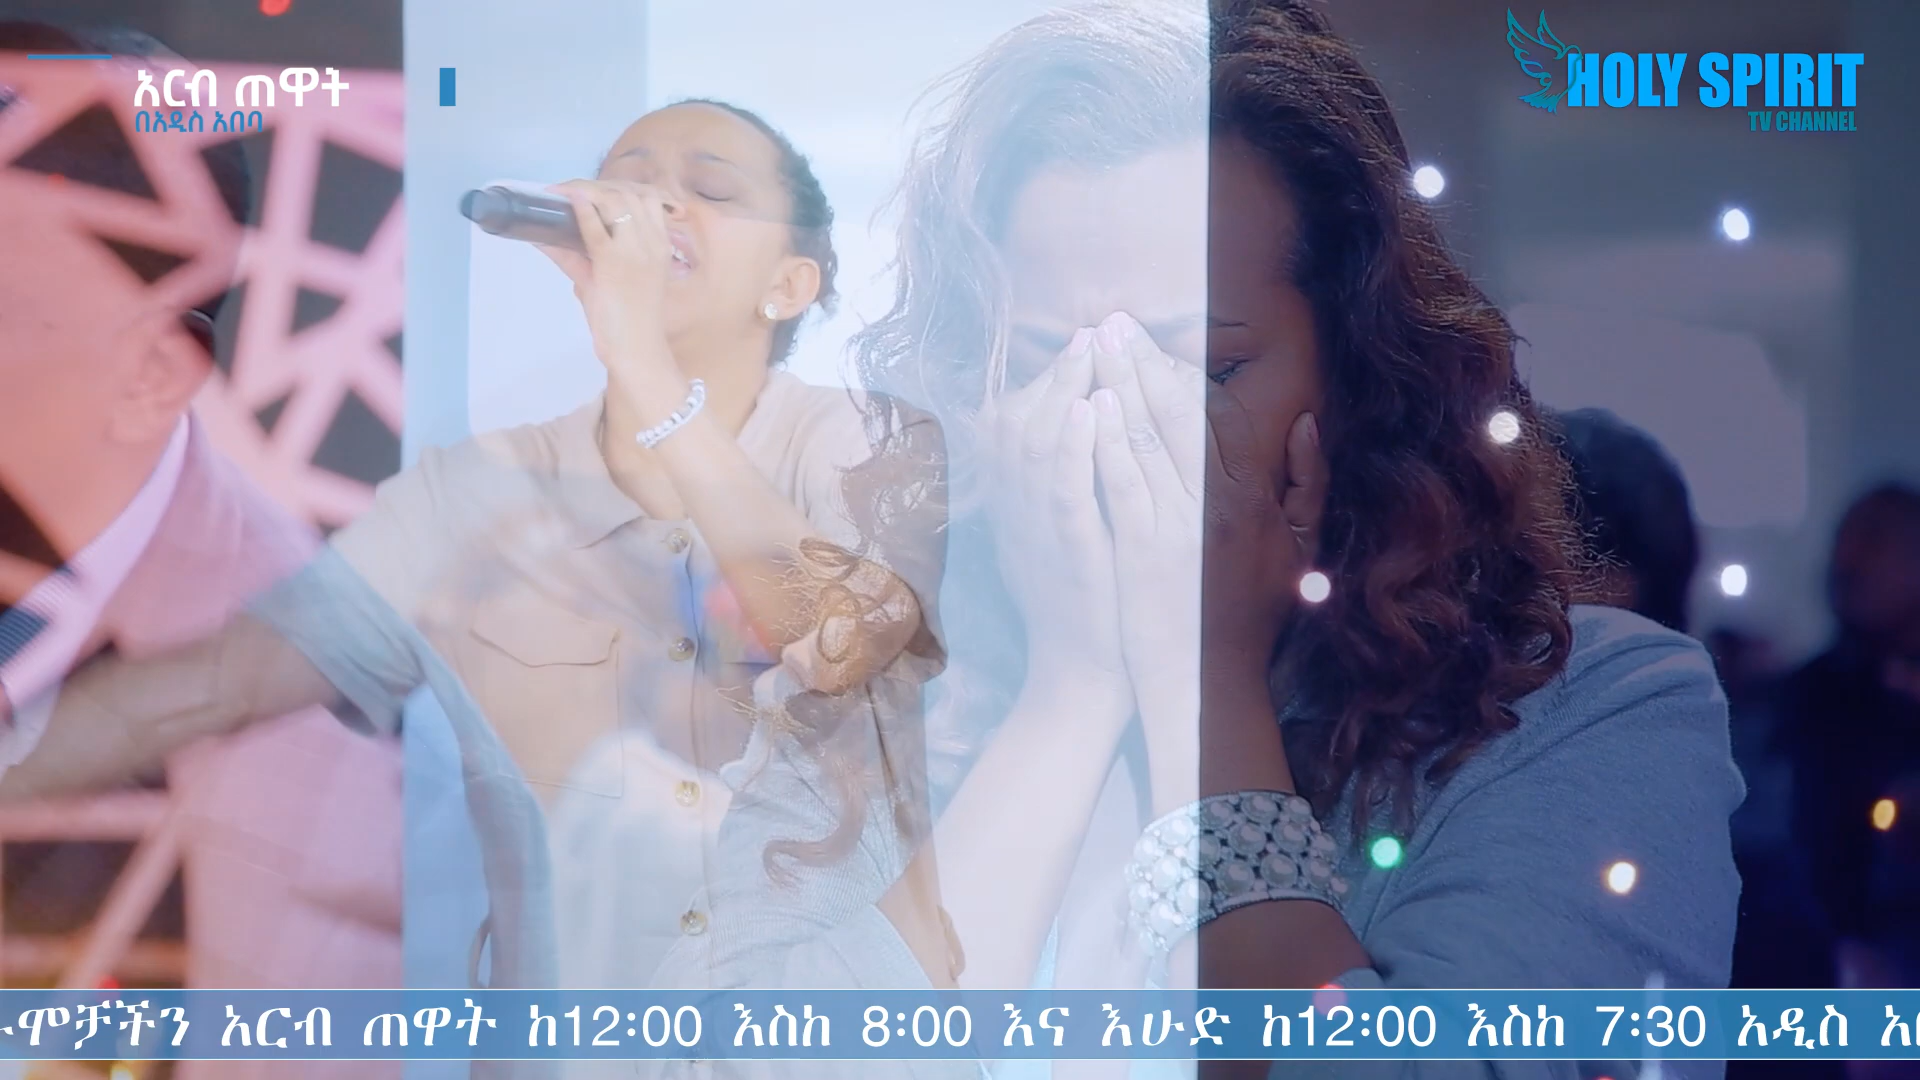 አርብ ጠዋት
በአዲስ አበባ
HOLY SPIRIT
TV CHANNEL
አርብ ጠዋት ከ12፡00 እስከ 8፡00 እና እሁድ ከ12፡00 እስከ 7፡30 አዲስ